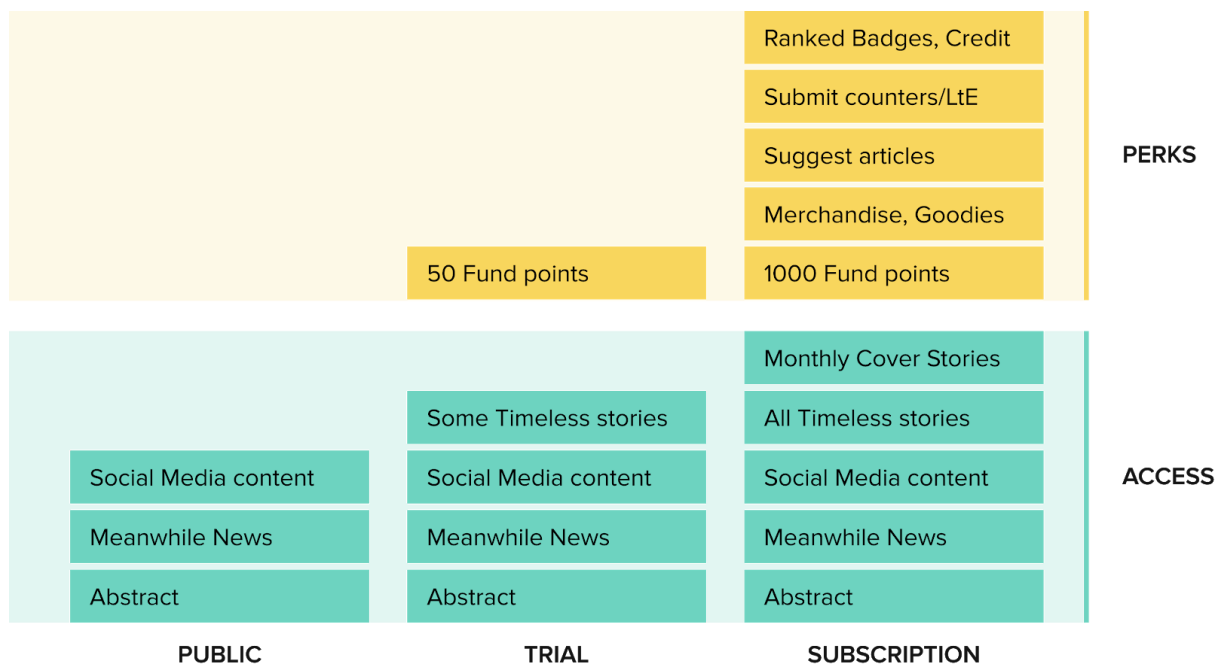 Ranked Badges, Credit
Submit counters/LtE
Suggest articles
PERKS
Merchandise, Goodies
50 Fund points
1000 Fund points
Monthly Cover Stories
Some Timeless stories
All Timeless stories
Social Media content
Social Media content
Social Media content
ACCESS
Meanwhile News
Meanwhile News
Meanwhile News
Abstract
Abstract
Abstract
PUBLIC
TRIAL
SUBSCRIPTION